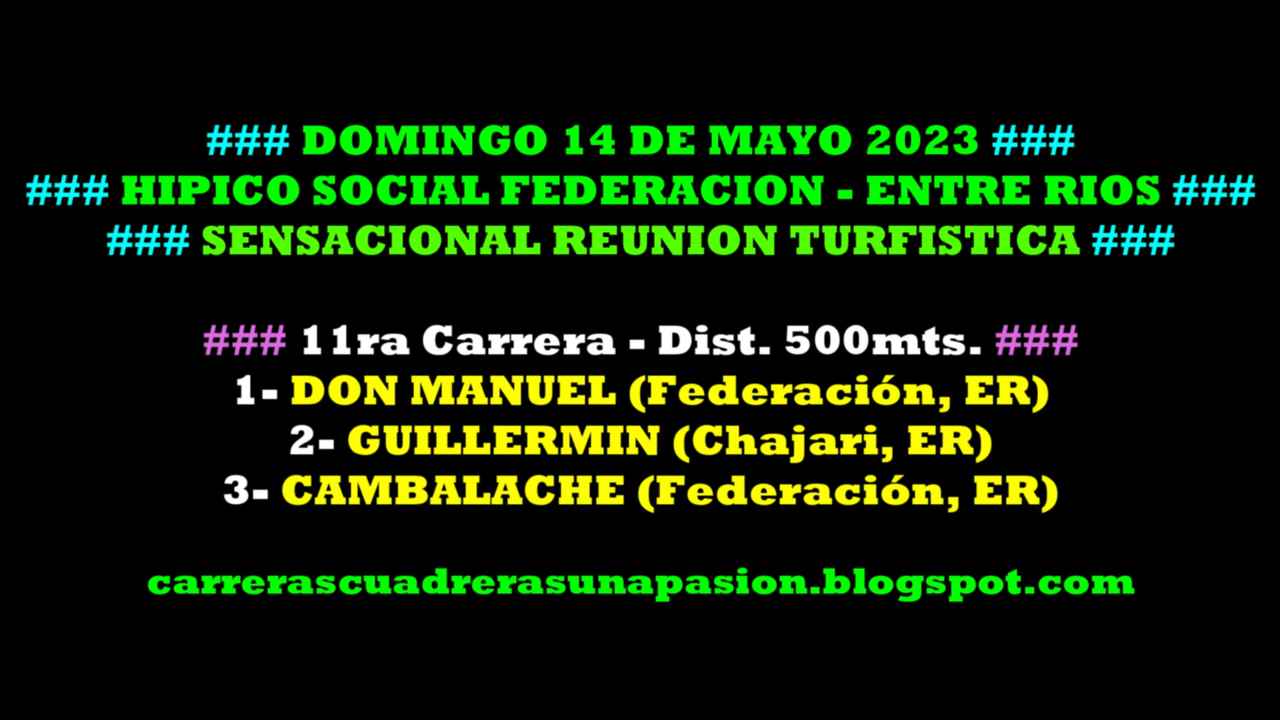 ### DOMINGO 14 DE MAYO 2023 ###
### HIPICO SOCIAL FEDERACION - ENTRE RIOS ###
### SENSACIONAL REUNION TURFISTICA ###
### 11ra Carrera - Dist. 500mts. ###
1- DON MANUEL (Federación, ER)
2- GUILLERMIN (Chajari, ER)
3- CAMBALACHE (Federación, ER)
carrerascuadrerasunapasion.blogspot.com